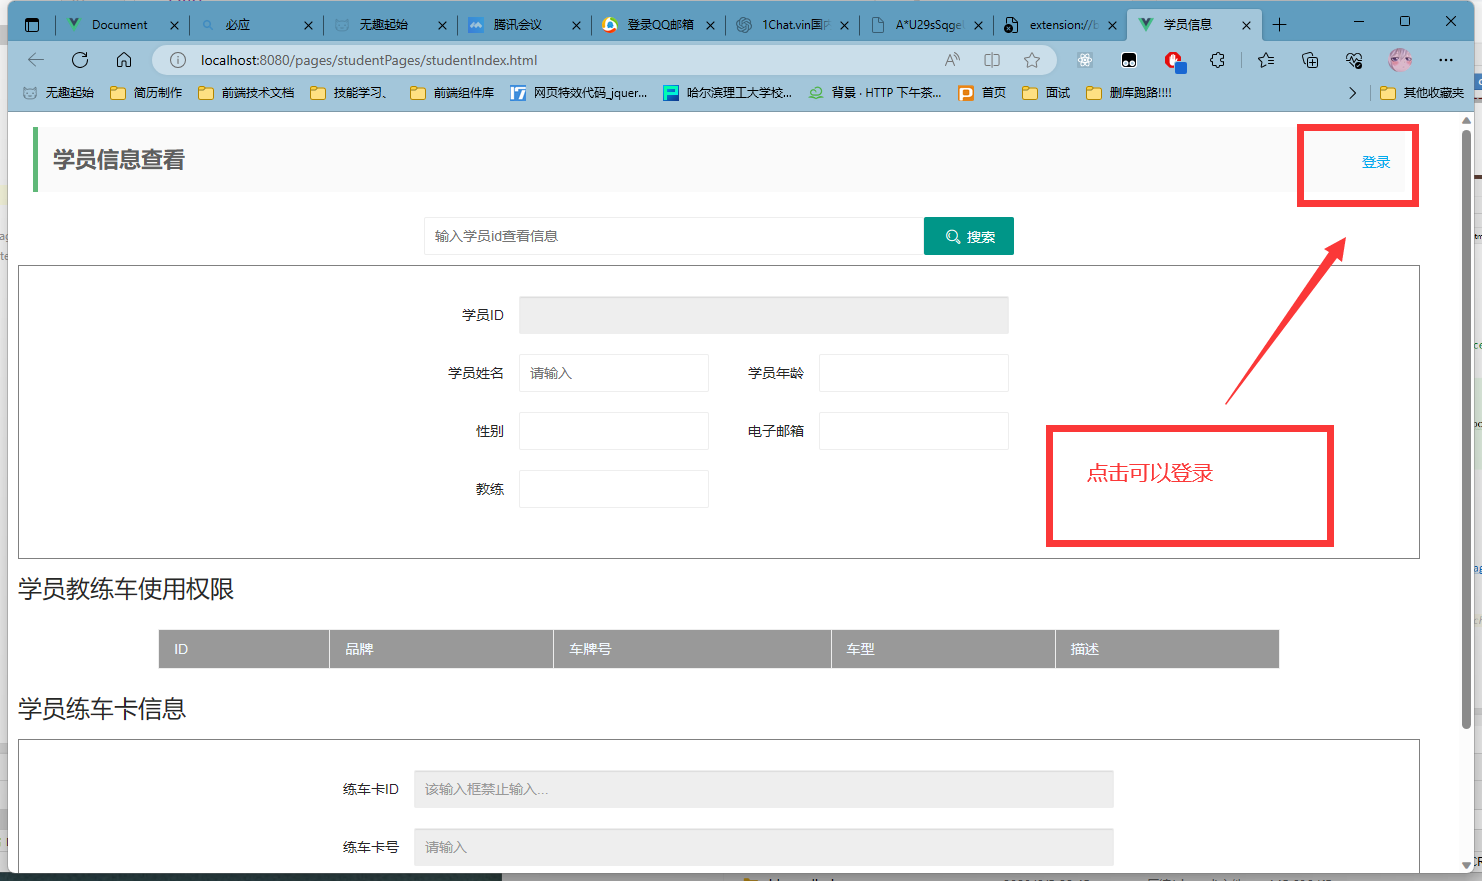 Document
必应
无趣起始
腾讯会议
登录QQ邮箱
1Chat.vin国
A*U29sSqge
extension://b
学员信息
localhost:8080/pages/studentPages/studentIndex.html
无趣起始
简历制作
前端技术文档
技能学习、
前端组件库
网页特效代码_jquer...
哈尔滨理工大学校...
背景 · HTTP 下午茶...
首页
面试
删库跑路!!!!
其他收藏夹
学员信息查看
登录
输入学员id查看信息
搜索
学员ID
学员姓名 请输入 学员年龄
性别 电子邮箱
教练
点击可以登录
学员教练车使用权限
ID 品牌 车牌号 车型 描述
学员练车卡信息
练车卡ID 该输入框禁止输入...
练车卡号 请输入